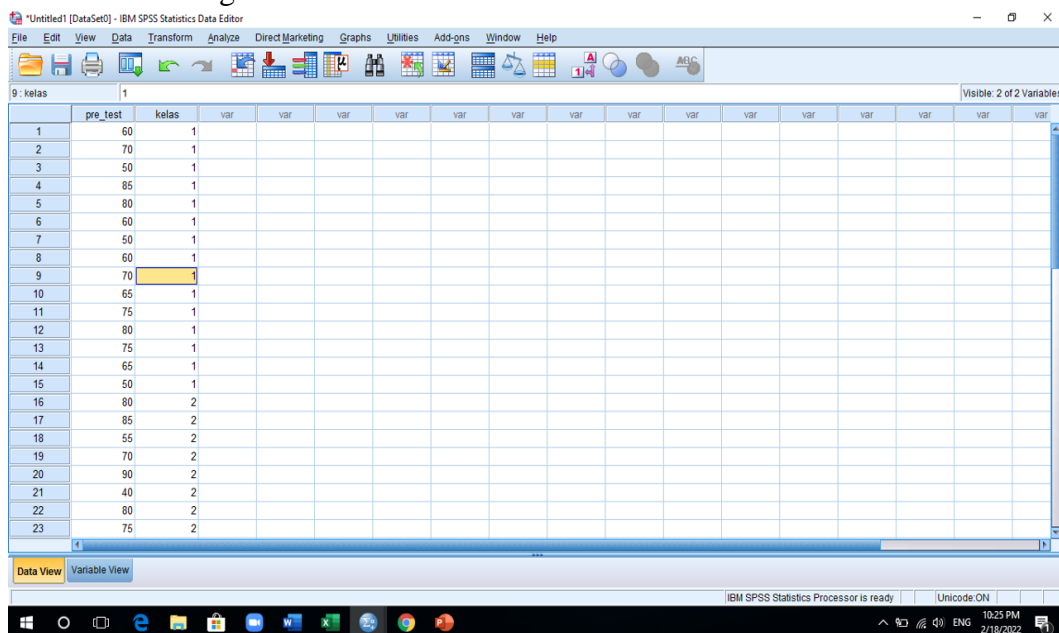 *Untitled1 [DataSet0] - IBM SPSS Statistics Data Editor
File Edit View Data Transform Analyze Direct Marketing Graphs Utilities Add-ons Window Help
9 : kelas 1 Visible: 2 of 2 Variables
pre_test kelas var var var var var var var var var var var var var var var
1 60 1
2 70 1
3 50 1
4 85 1
5 80 1
6 60 1
7 50 1
8 60 1
9 70 1
10 65 1
11 75 1
12 80 1
13 75 1
14 65 1
15 50 1
16 80 2
17 85 2
18 55 2
19 70 2
20 90 2
21 40 2
22 80 2
23 75 2
Data View Variable View
IBM SPSS Statistics Processor is ready Unicode:ON
ENG 10:25 PM
2/18/2022